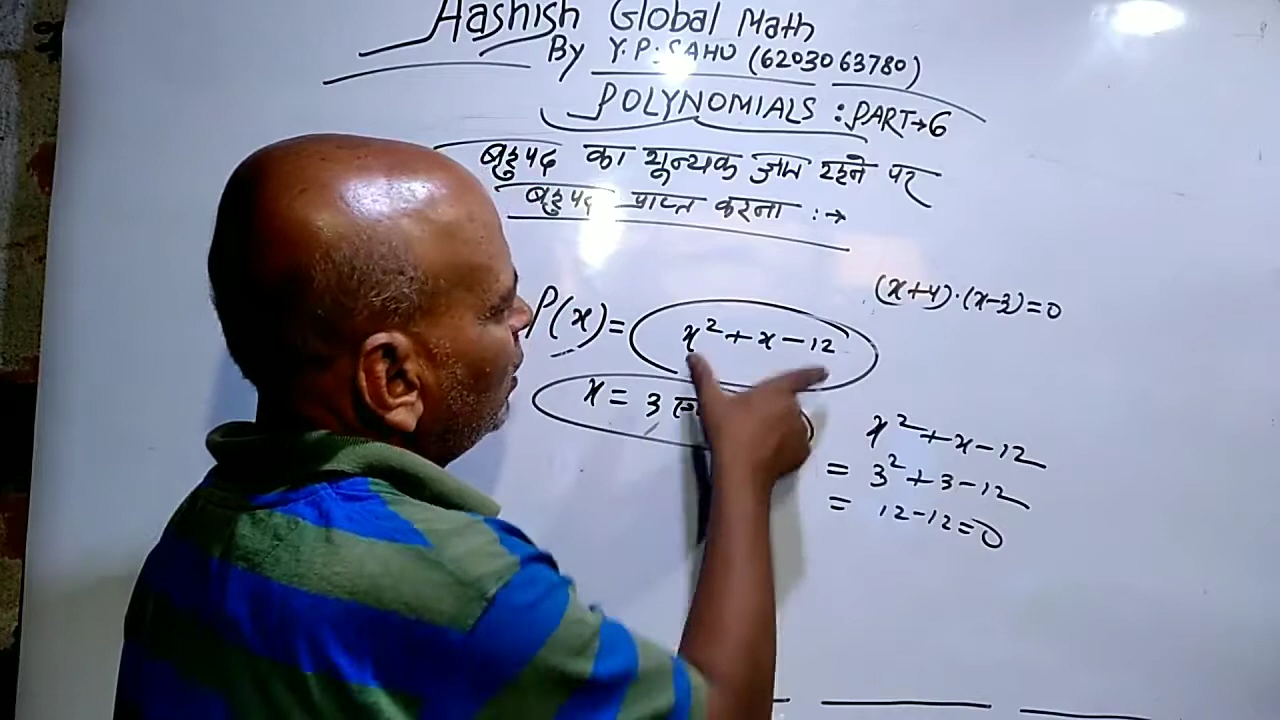 Aashish Global Math
By Y.P. SAHU (6203063780)
POLYNOMIALS : PART→6
बहुपद का शून्यक ज्ञात रहने पर
बहुपद प्राप्त करना :→
(x+4)·(x-3)=0
P(x)= x²+x-12
x = 3
x²+x-12
= 3²+3-12
= 12-12=0